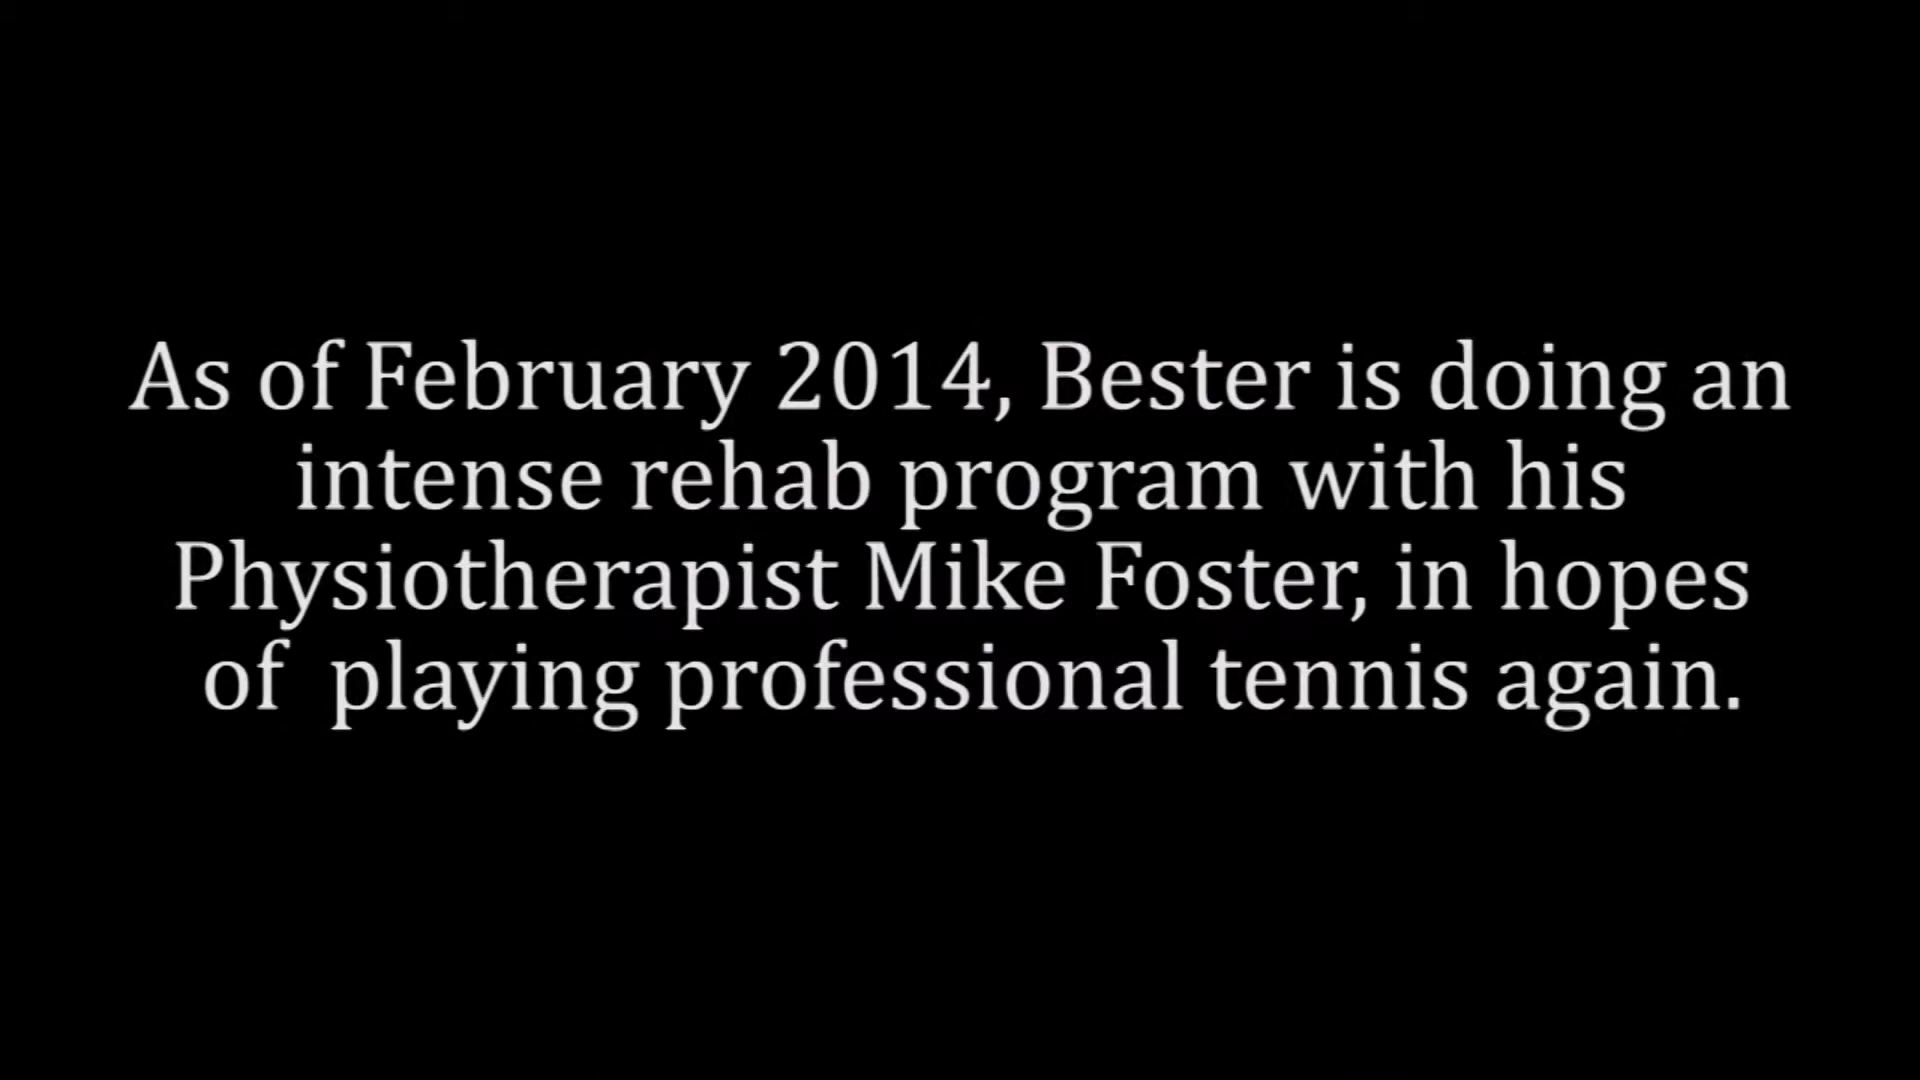 As of February 2014, Bester is doing an
intense rehab program with his
Physiotherapist Mike Foster, in hopes
of  playing professional tennis again.